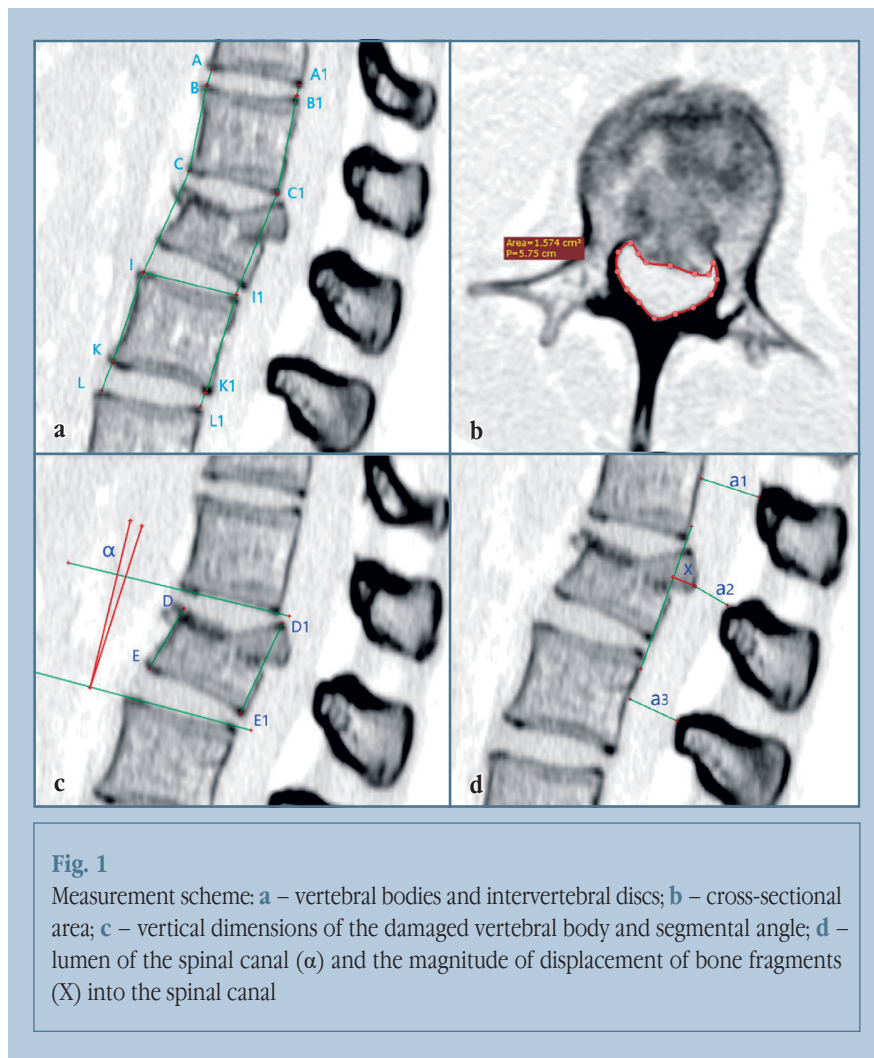 A
A1
B
B1
C
C1
I
I1
K
K1
L
L1
a
Area=1.574 cm²
P=5.75 cm
b
α
D
D1
E
E1
c
a1
X
a2
a3
d
Fig. 1
Measurement scheme: a – vertebral bodies and intervertebral discs; b – cross-sectional
area; c – vertical dimensions of the damaged vertebral body and segmental angle; d –
lumen of the spinal canal (α) and the magnitude of displacement of bone fragments
(X) into the spinal canal